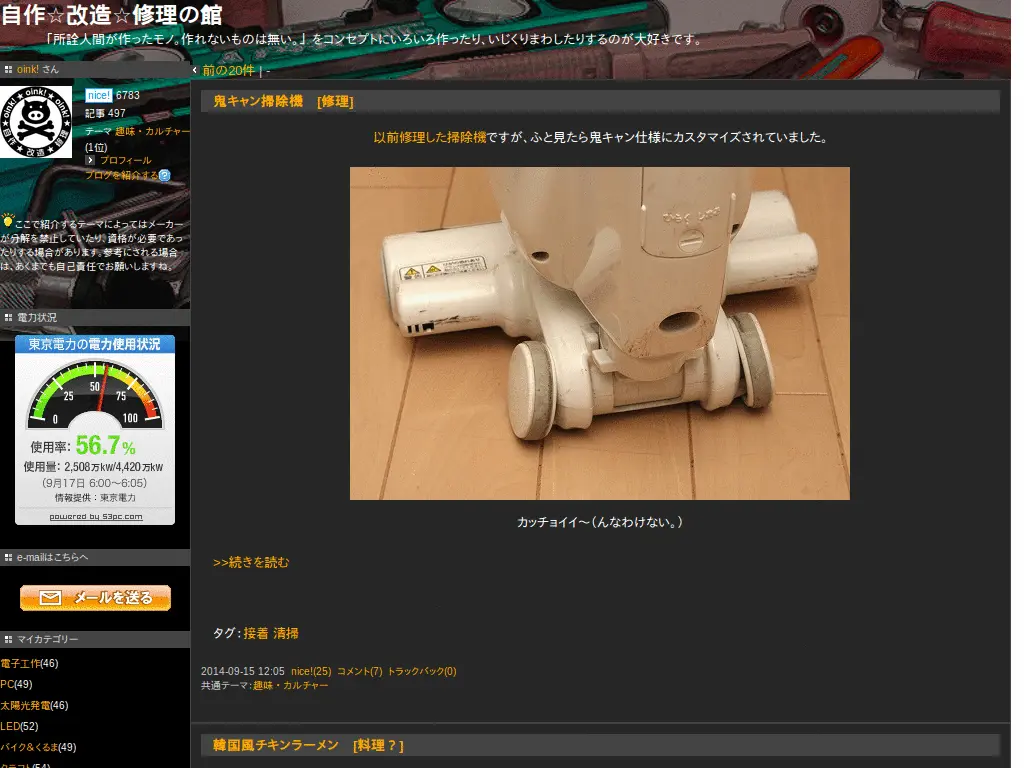 自作☆改造☆修理の館
「所詮人間が作ったモノ。作れないものは無い。」をコンセプトにいろいろ作ったり、いじくりまわしたりするのが大好きです。
oink! さん
oink! oink! oink!
自作☆改造☆修理
nice! 6783
記事 497
テーマ 趣味・カルチャー
(1位)
プロフィール
ブログを紹介する?
ここで紹介するテーマによってはメーカー
が分解を禁止していたり、資格が必要であっ
たりする場合があります。参考にされる場合
は、あくまでも自己責任でお願いしますね。
電力状況
東京電力の電力使用状況
0 25 50 75 100
使用率: 56.7%
使用量: 2,508万kw/4,420万kw
(9月17日 6:00~6:05)
情報提供:東京電力
powered by 53pc.com
e-mailはこちらへ
メールを送る
マイカテゴリー
電子工作(46)
PC(49)
太陽光発電(46)
LED(52)
バイク＆くるま(49)
クラフト(54)
前の20件 | -
鬼キャン掃除機 [修理]
以前修理した掃除機ですが、ふと見たら鬼キャン仕様にカスタマイズされていました。
カッチョイイ～（んなわけない。）
>>続きを読む
タグ：接着 清掃
2014-09-15 12:05 nice!(25) コメント(7) トラックバック(0)
共通テーマ：趣味・カルチャー
韓国風チキンラーメン [料理？]